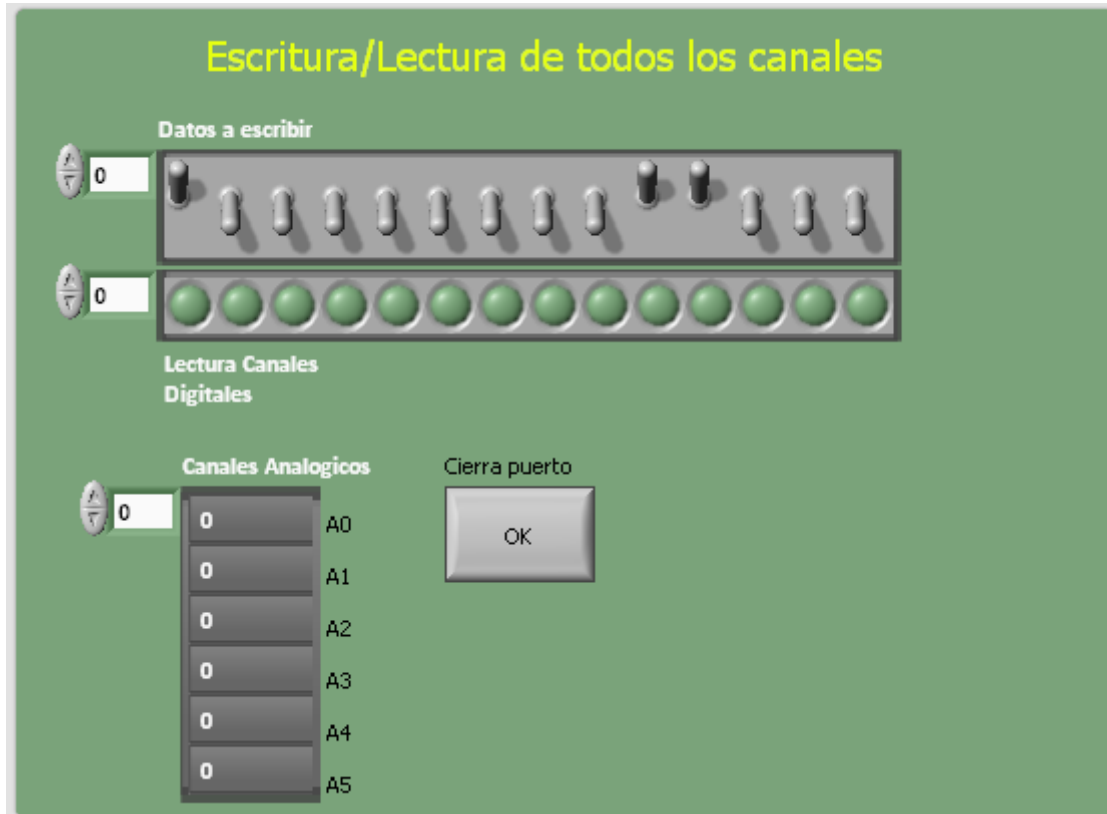 Escritura/Lectura de todos los canales
Datos a escribir
0
0
Lectura Canales
Digitales
Canales Analogicos
Cierra puerto
0
0
A0
OK
0
A1
0
A2
0
A3
0
A4
0
A5